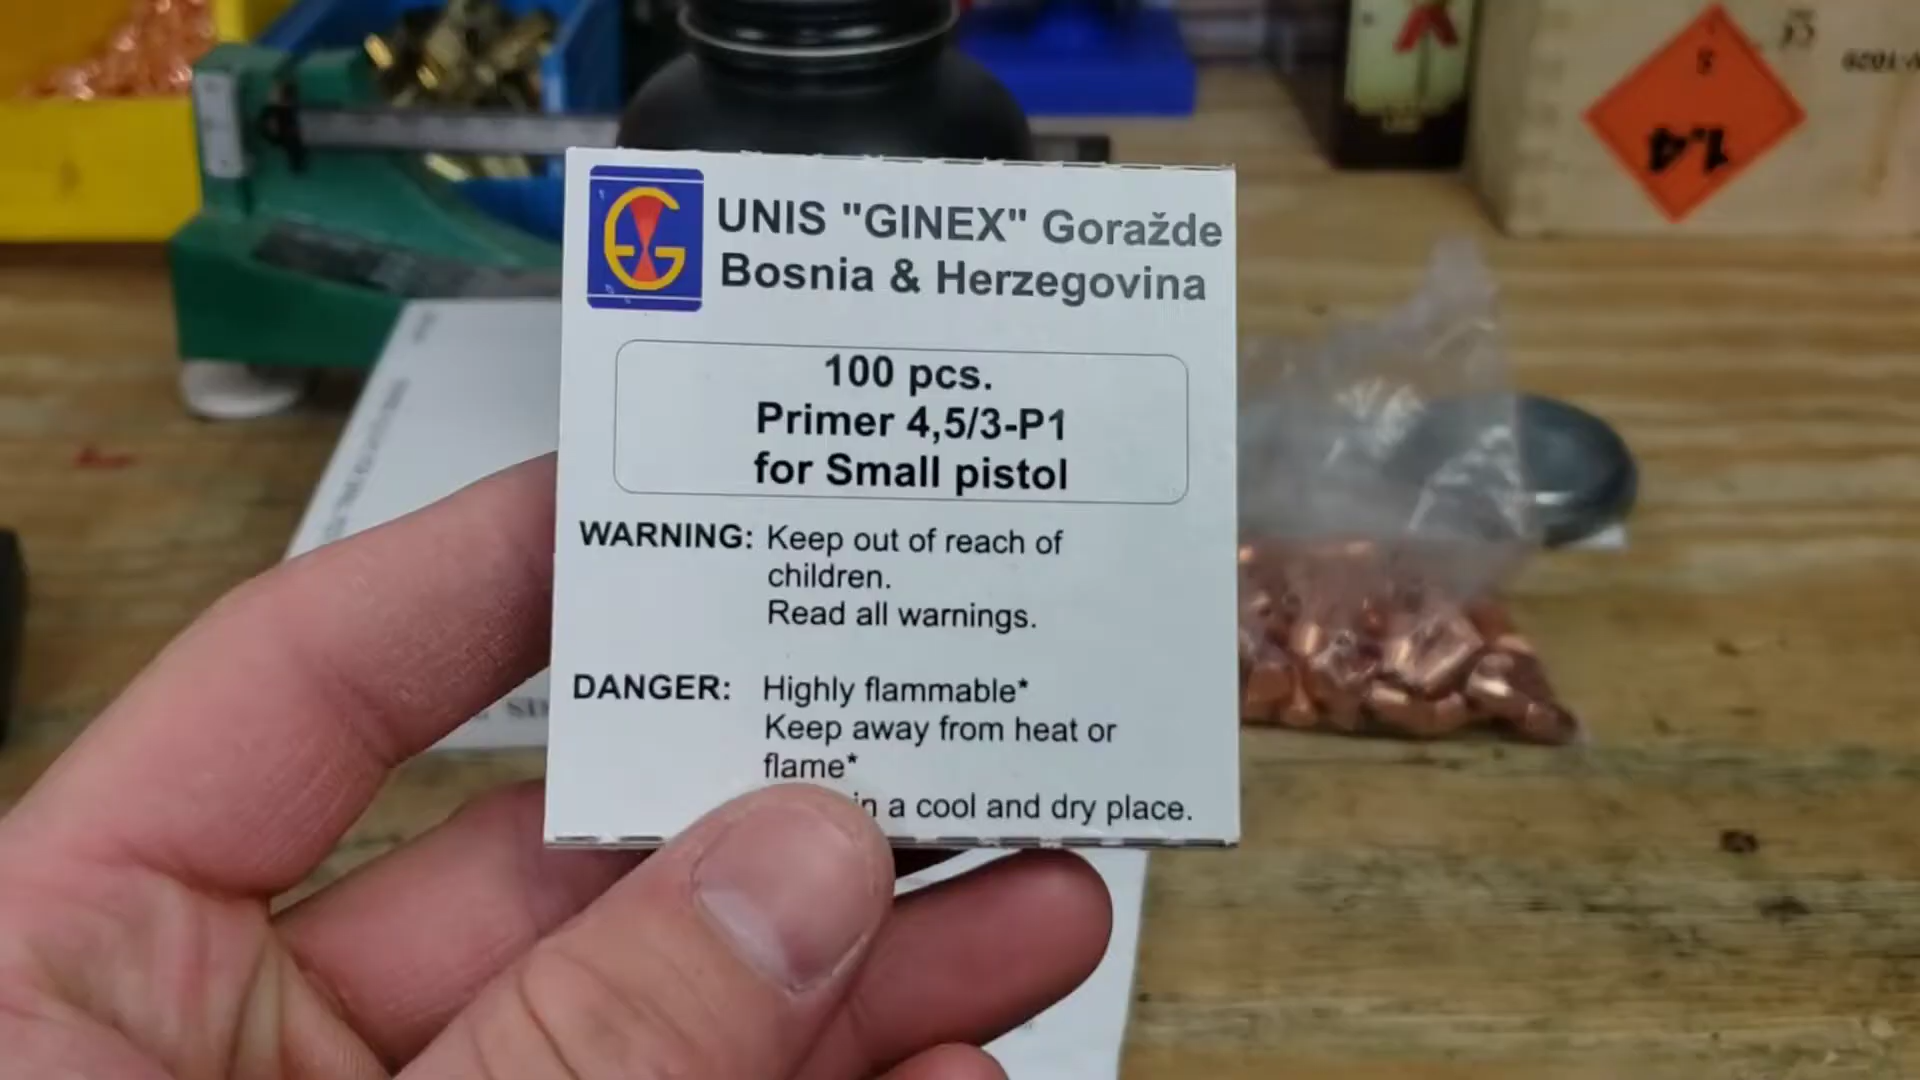 UNIS "GINEX" Goražde
Bosnia & Herzegovina
100 pcs.
Primer 4,5/3-P1
for Small pistol
WARNING: Keep out of reach of
children.
Read all warnings.
DANGER: Highly flammable*
Keep away from heat or
flame*
in a cool and dry place.
1.4
S